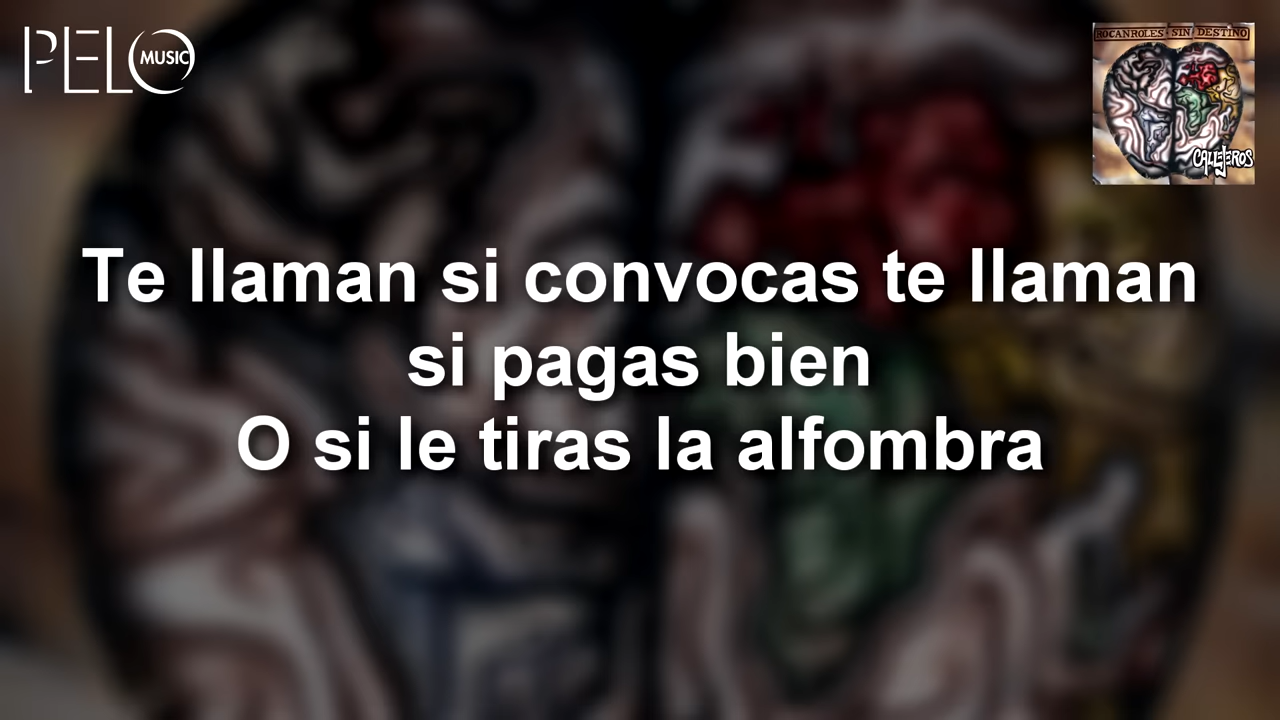 PELO MUSIC
ROCANROLES SIN DESTINO
CALLEJEROS
Te llaman si convocas te llaman
si pagas bien
O si le tiras la alfombra